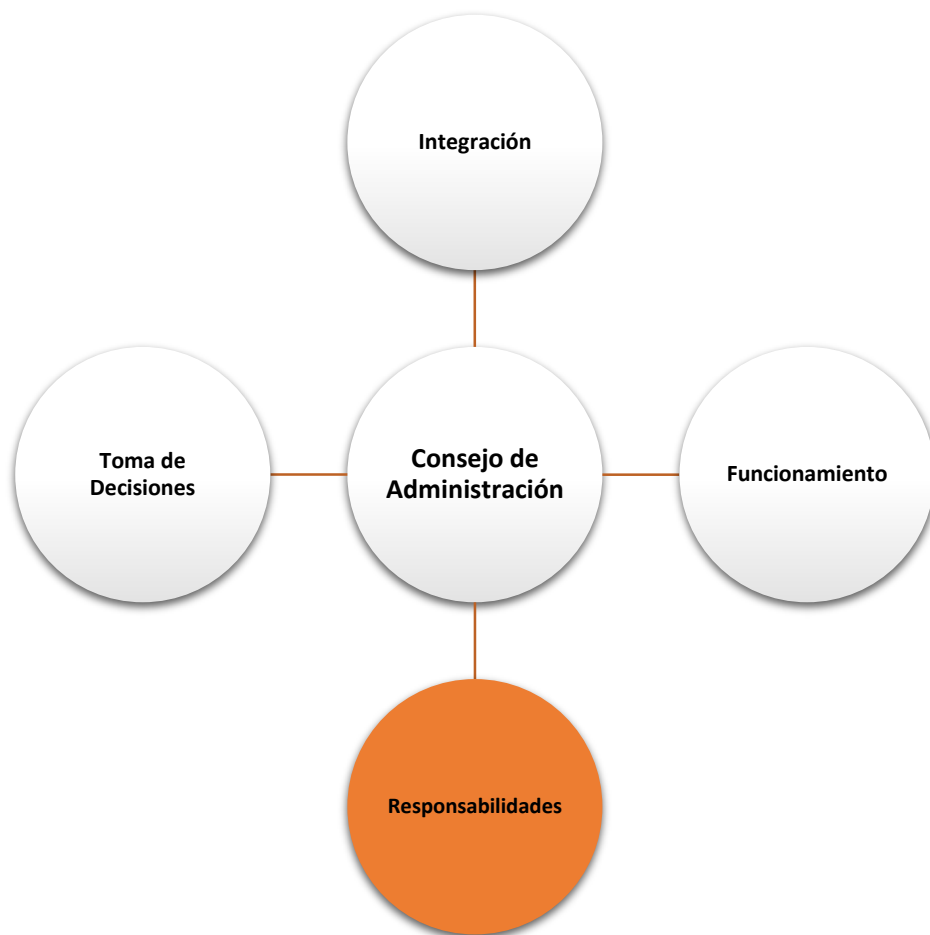 Integración
Toma de
Decisiones
Consejo de
Administración
Funcionamiento
Responsabilidades